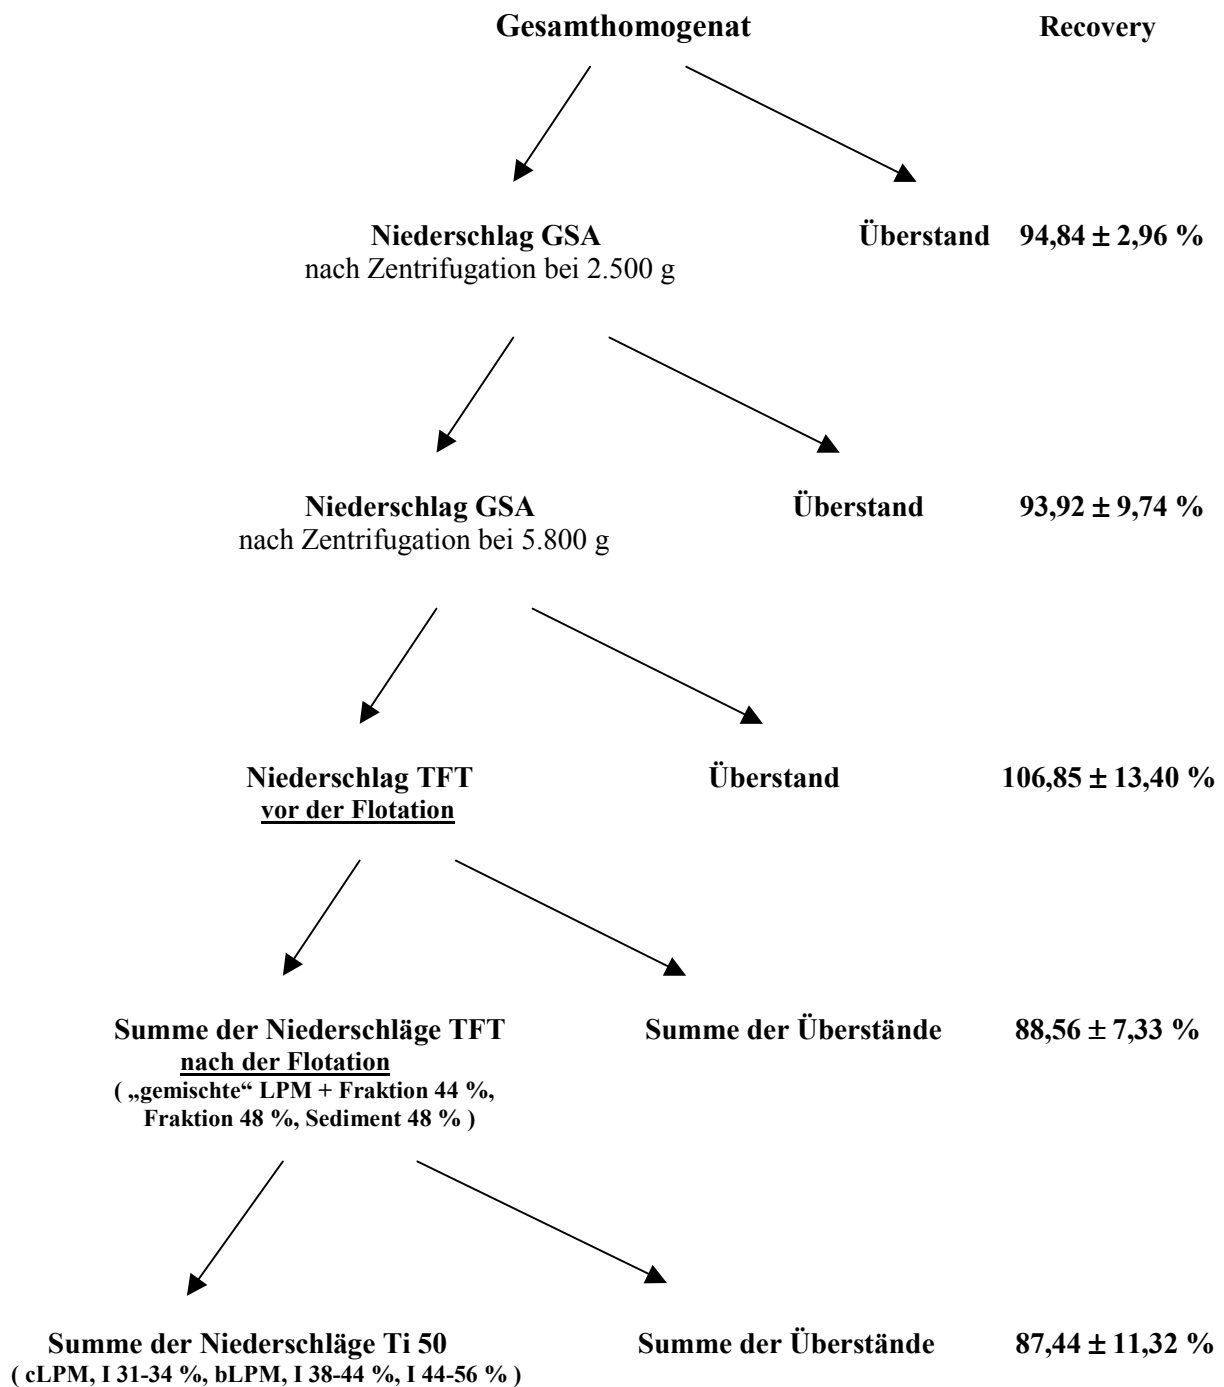 Gesamthomogenat Recovery
Niederschlag GSA Überstand 94,84 ± 2,96 %
nach Zentrifugation bei 2.500 g
Niederschlag GSA Überstand 93,92 ± 9,74 %
nach Zentrifugation bei 5.800 g
Niederschlag TFT Überstand 106,85 ± 13,40 %
vor der Flotation
Summe der Niederschläge TFT Summe der Überstände 88,56 ± 7,33 %
nach der Flotation
( „gemischte“ LPM + Fraktion 44 %,
Fraktion 48 %, Sediment 48 % )
Summe der Niederschläge Ti 50 Summe der Überstände 87,44 ± 11,32 %
( cLPM, I 31-34 %, bLPM, I 38-44 %, I 44-56 % )